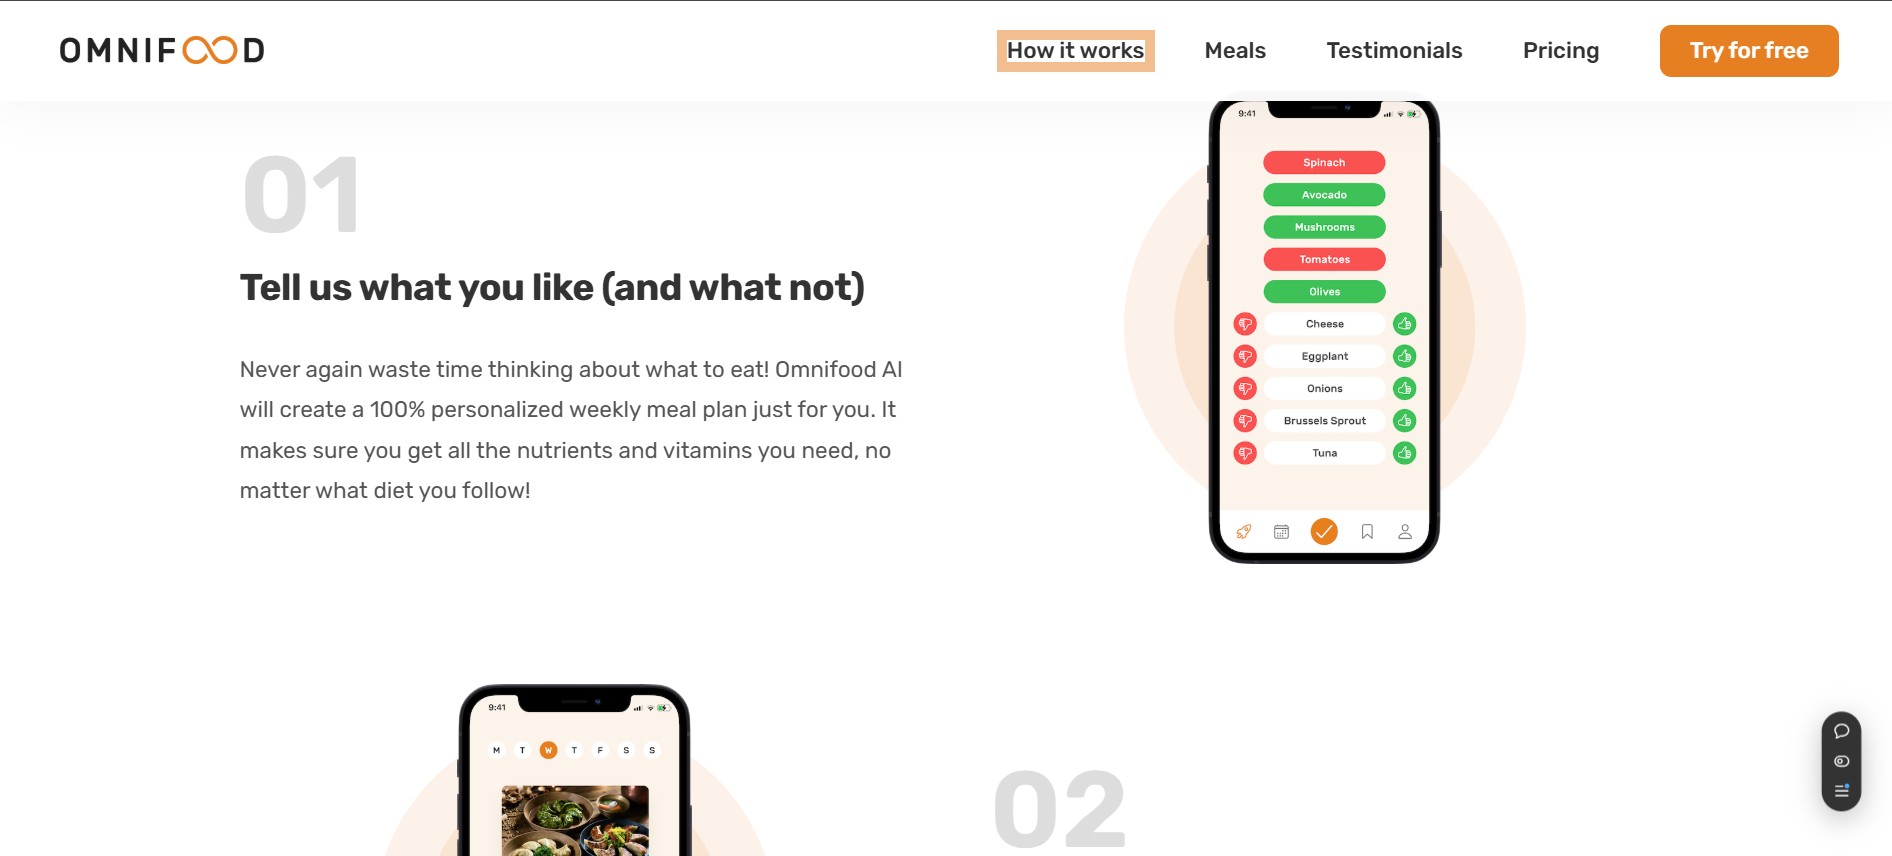 OMNIFOOD
How it works
Meals
Testimonials
Pricing
Try for free
01
Tell us what you like (and what not)
Never again waste time thinking about what to eat! Omnifood AI
will create a 100% personalized weekly meal plan just for you. It
makes sure you get all the nutrients and vitamins you need, no
matter what diet you follow!
9:41
Spinach
Avocado
Mushrooms
Tomatoes
Olives
Cheese
Eggplant
Onions
Brussels Sprout
Tuna
9:41
M T W T F S S
02